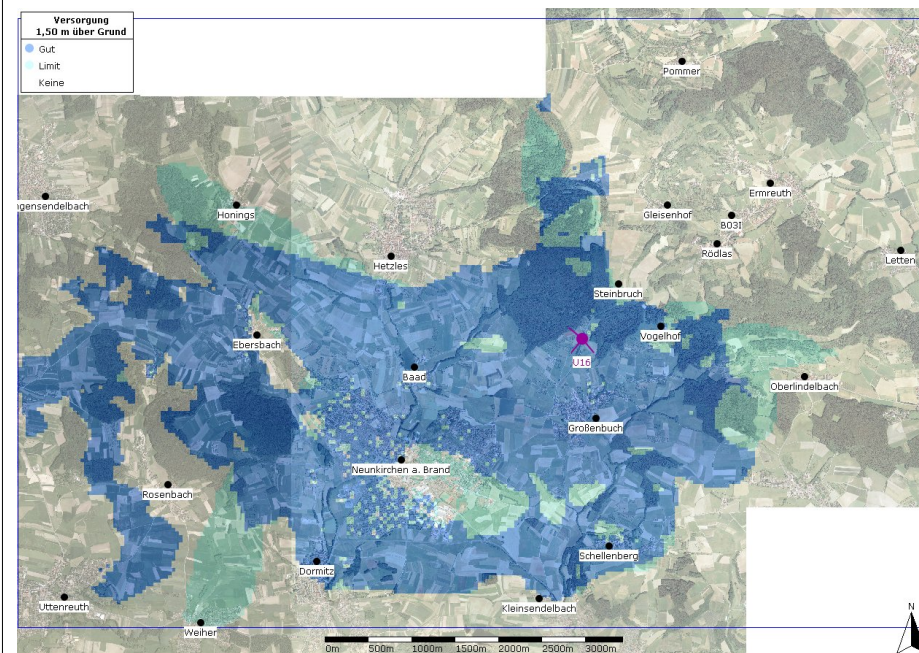 Versorgung
1,50 m über Grund
Gut
Limit
Keine
Pommer
ngensendelbach
Honings
Ermreuth
Gleisenhof
B03I
Rödlas
Hetzles
Letten
Steinbruch
Ebersbach
Vogelhof
U16
Baad
Oberlindelbach
Großenbuch
Neunkirchen a. Brand
Rosenbach
Schellenberg
Dormitz
Uttenreuth
Kleinsendelbach
Weiher
N
0m 500m 1000m 1500m 2000m 2500m 3000m